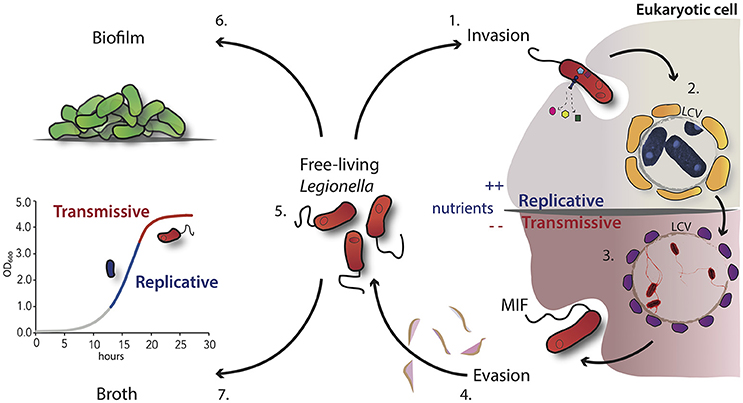 6.
Biofilm
1.
Invasion
Eukaryotic cell
2.
LCV
Free-living
Legionella
5.
++
nutrients
- -
Replicative
Transmissive
LCV
3.
MIF
Evasion
4.
5.0
4.0
3.0
2.0
1.0
0.0
OD600
Transmissive
Replicative
0 5 10 15 20 25 30
hours
Broth
7.